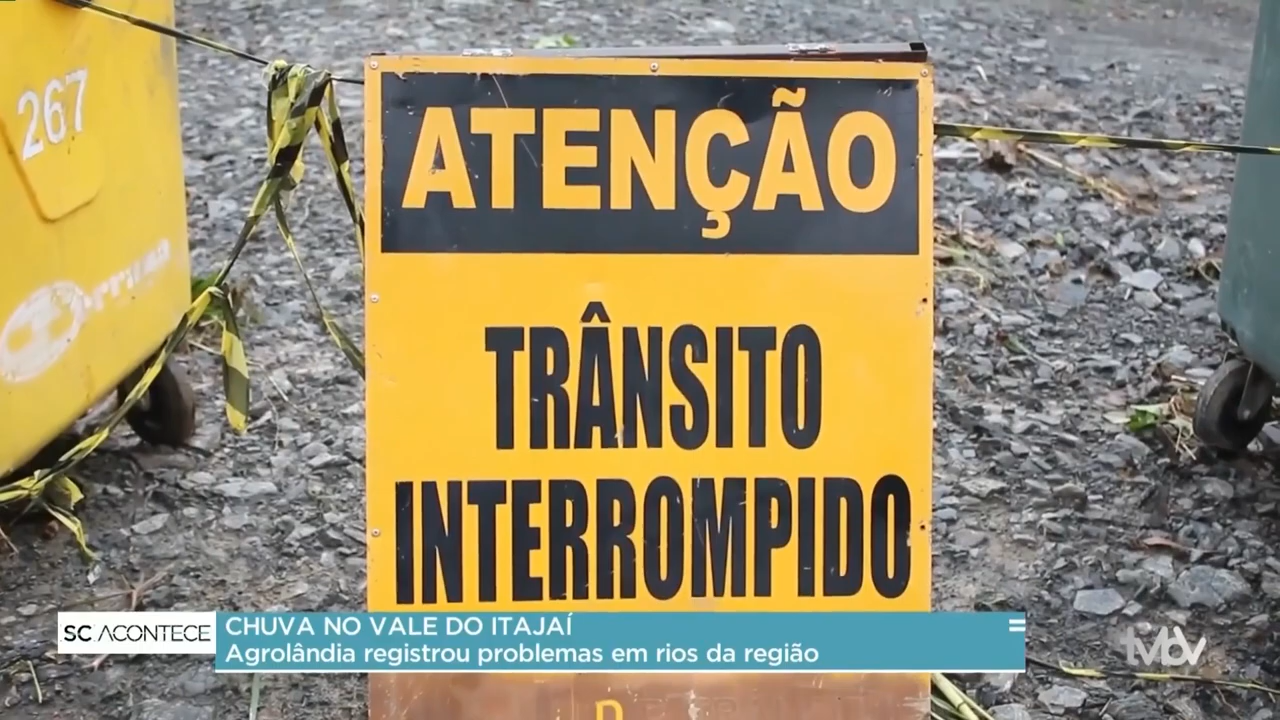 267
ATENÇÃO
TRÂNSITO
INTERROMPIDO
SC ACONTECE
CHUVA NO VALE DO ITAJAÍ
Agrolândia registrou problemas em rios da região
tvbv